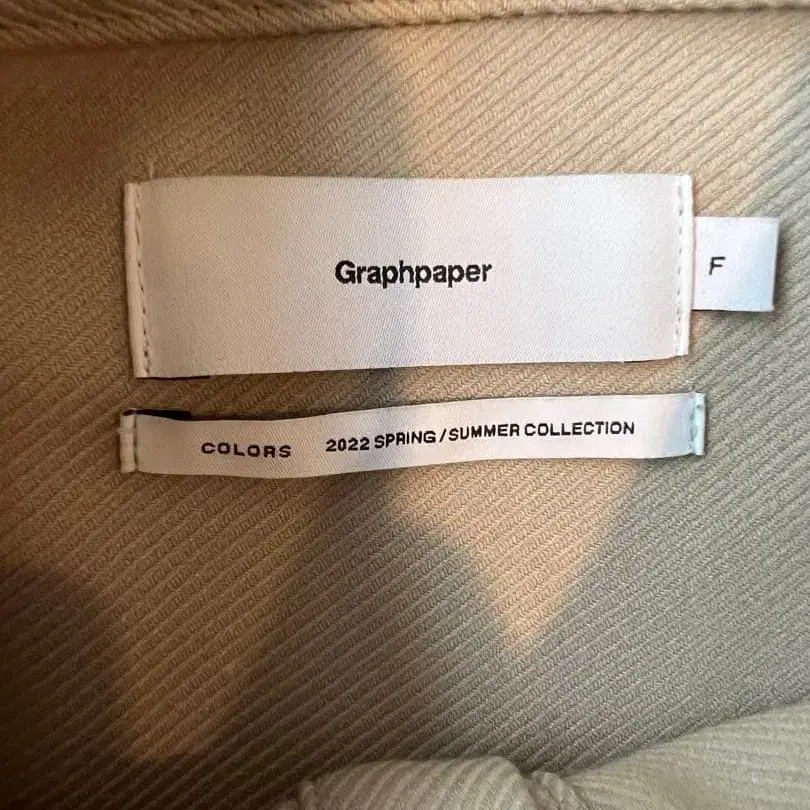 Graphpaper
F
COLORS 2022 SPRING/SUMMER COLLECTION